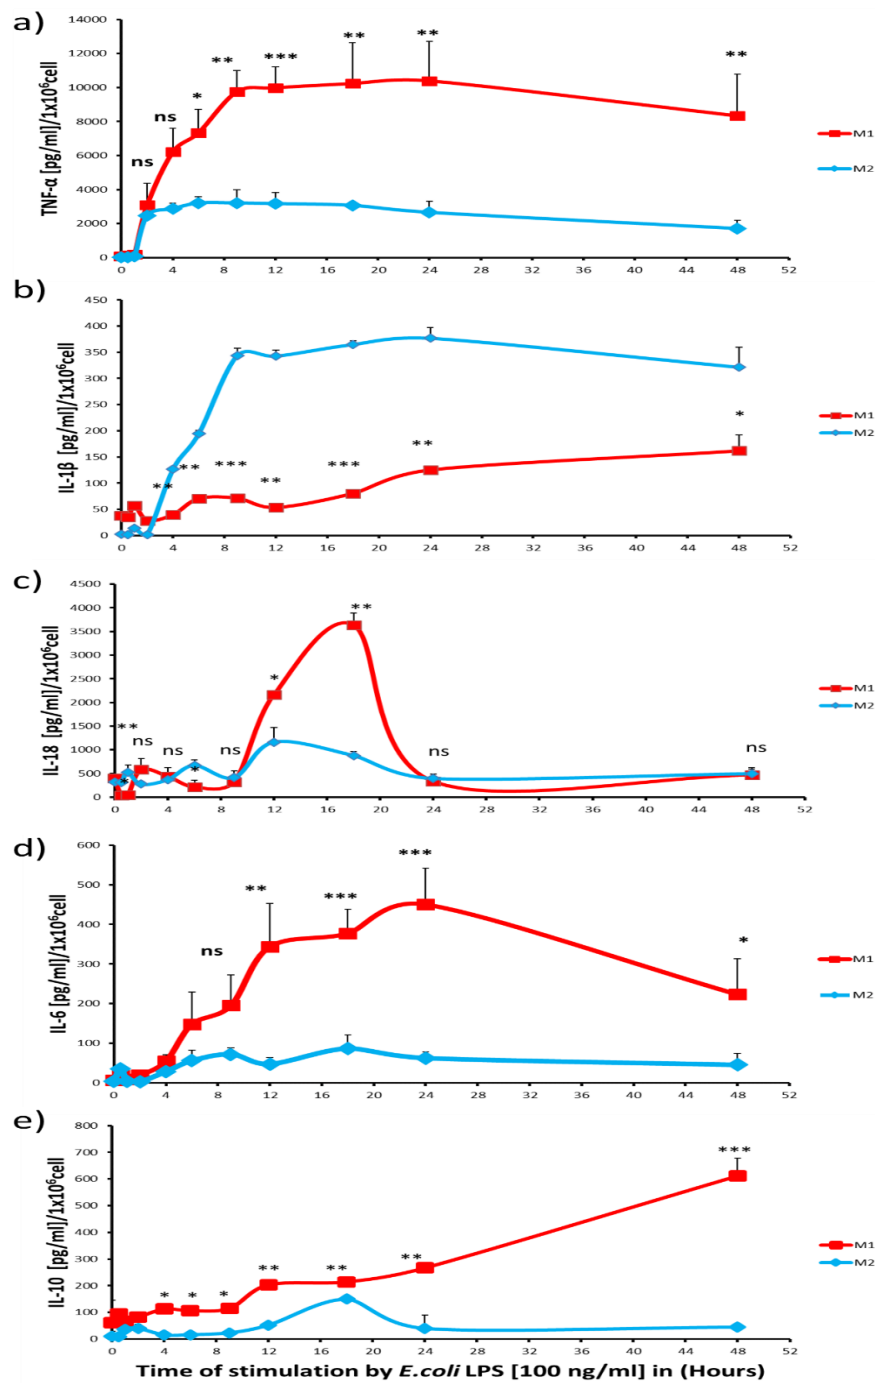 a)
TNF-α [pg/ml]/1x10⁶cell
14000
12000
10000
8000
6000
4000
2000
0
ns
ns
*
**
***
**
**
**
M1
M2
0 4 8 12 16 20 24 28 32 36 40 44 48 52
b)
IL-1β [pg/ml]/1x10⁶cell
450
400
350
300
250
200
150
100
50
0
**
**
***
**
***
**
*
M1
M2
0 4 8 12 16 20 24 28 32 36 40 44 48 52
c)
IL-18 [pg/ml]/1x10⁶cell
4500
4000
3500
3000
2500
2000
1500
1000
500
0
**
*
ns
ns
*
ns
*
**
ns
ns
M1
M2
0 4 8 12 16 20 24 28 32 36 40 44 48 52
d)
IL-6 [pg/ml]/1x10⁶cell
600
500
400
300
200
100
0
ns
**
***
***
*
M1
M2
0 4 8 12 16 20 24 28 32 36 40 44 48 52
e)
IL-10 [pg/ml]/1x10⁶cell
800
700
600
500
400
300
200
100
0
*
*
*
**
**
**
***
M1
M2
0 4 8 12 16 20 24 28 32 36 40 44 48 52
Time of stimulation by E.coli LPS [100 ng/ml] in (Hours)